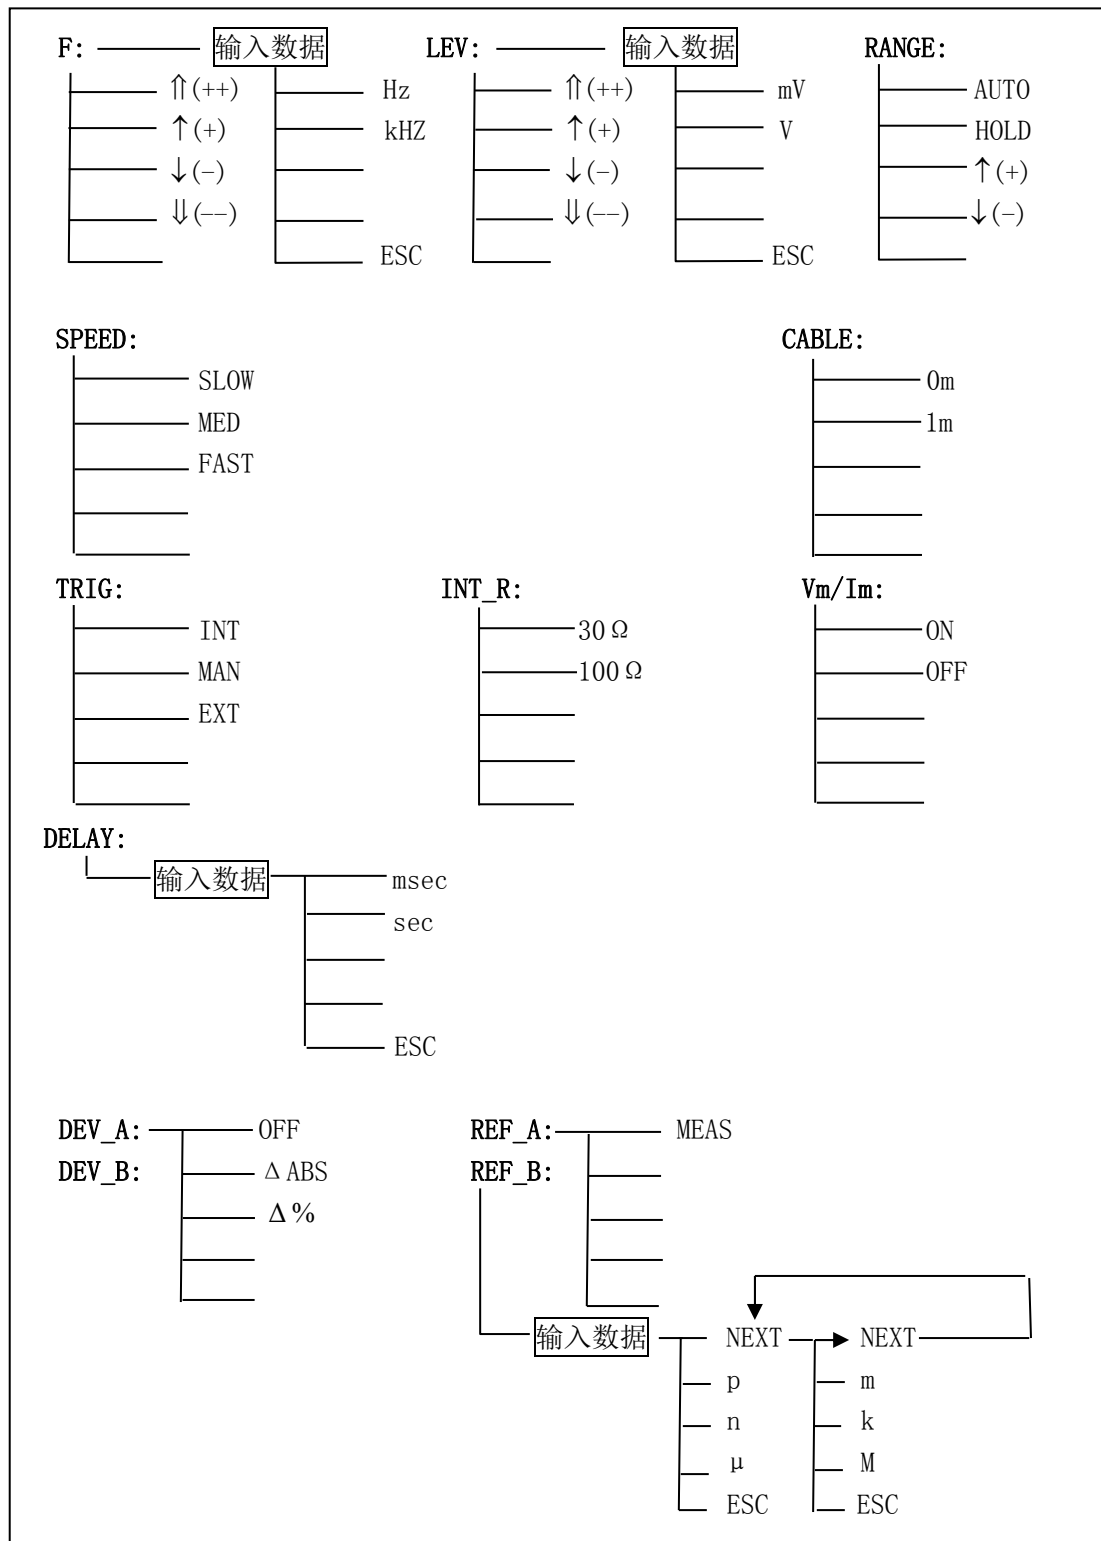 F: 输入数据
⇑(++) Hz
↑(+) kHZ
↓(-)
⇓(--)
ESC
LEV: 输入数据
⇑(++) mV
↑(+) V
↓(-)
⇓(--)
ESC
RANGE:
AUTO
HOLD
↑(+)
↓(-)
SPEED:
SLOW
MED
FAST
CABLE:
0m
1m
TRIG:
INT
MAN
EXT
INT_R:
30Ω
100Ω
Vm/Im:
ON
OFF
DELAY:
输入数据 msec
sec
ESC
DEV_A: OFF
DEV_B: ΔABS
Δ%
REF_A: MEAS
REF_B:
输入数据 NEXT NEXT
p m
n k
μ M
ESC ESC